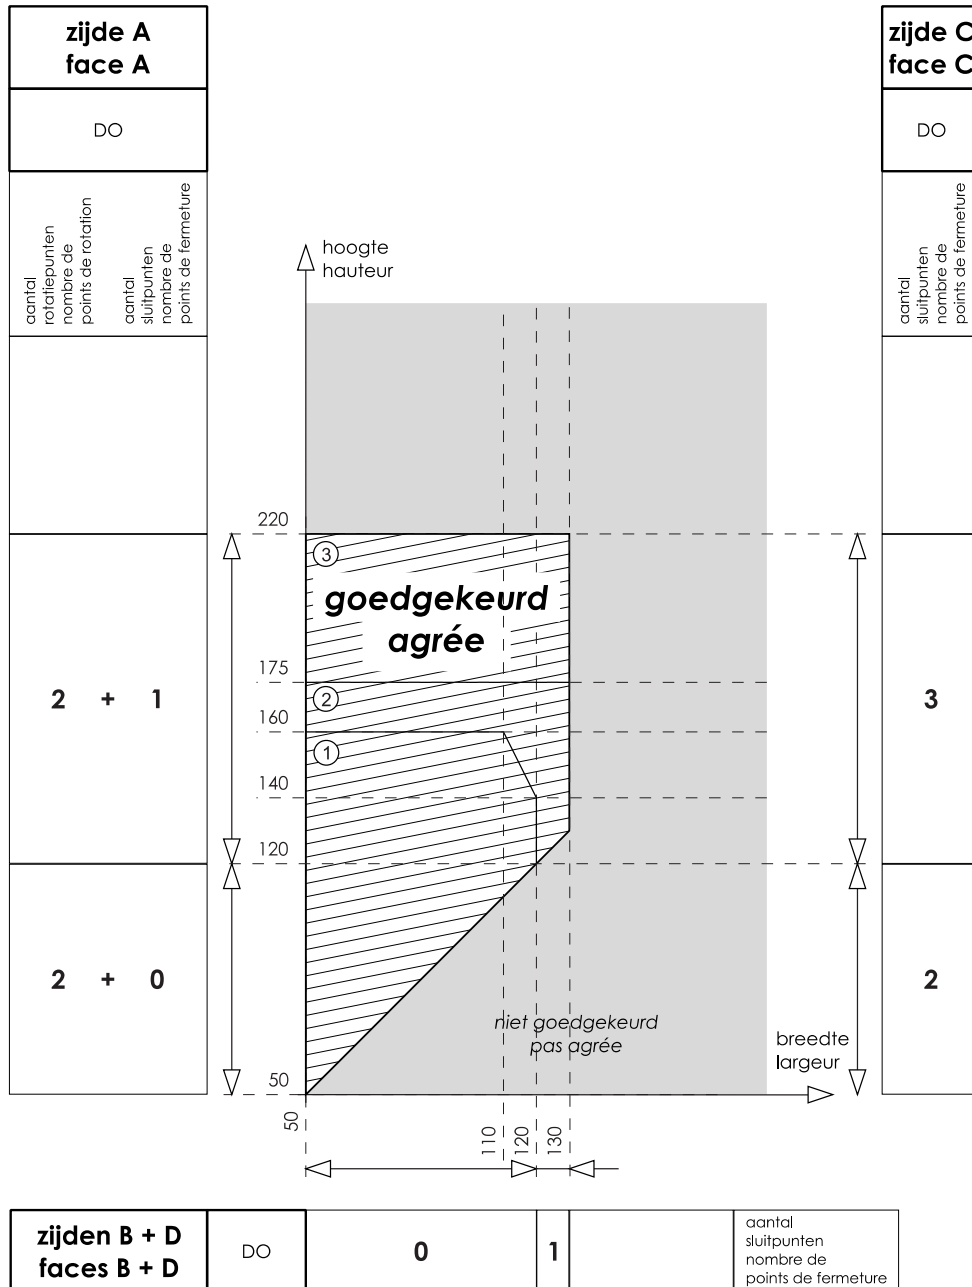 zijde A
face A
DO
aantal
rotatiepunten
nombre de
points de rotation
aantal
sluitpunten
nombre de
points de fermeture
zijde C
face C
DO
aantal
sluitpunten
nombre de
points de fermeture
hoogte
hauteur
220
3
goedgekeurd
agrée
175
2
160
1
140
120
2 + 1
3
2 + 0
2
niet goedgekeurd
pas agrée
breedte
largeur
50
50
110
120
130
zijden B + D
faces B + D
DO
0
1
aantal
sluitpunten
nombre de
points de fermeture